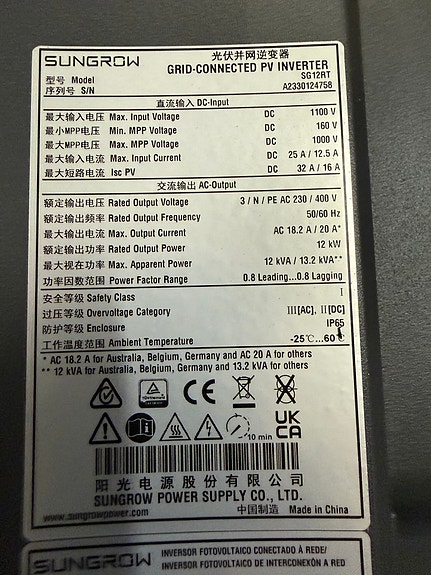 SUNGROW
光伏并网逆变器
GRID-CONNECTED PV INVERTER
型号 Model SG12RT
序列号 S/N A2330124758
直流输入 DC-Input
最大输入电压 Max. Input Voltage DC 1100 V
最小MPP电压 Min. MPP Voltage DC 160 V
最大MPP电压 Max. MPP Voltage DC 1000 V
最大输入电流 Max. Input Current DC 25 A / 12.5 A
最大短路电流 Isc PV DC 32 A / 16 A
交流输出 AC-Output
额定输出电压 Rated Output Voltage 3 / N / PE AC 230 / 400 V
额定输出频率 Rated Output Frequency 50/60 Hz
最大输出电流 Max. Output Current AC 18.2 A / 20 A*
额定输出功率 Rated Output Power 12 kW
最大视在功率 Max. Apparent Power 12 kVA / 13.2 kVA**
功率因数范围 Power Factor Range 0.8 Leading...0.8 Lagging
安全等级 Safety Class I
过压等级 Overvoltage Category III[AC], II[DC]
防护等级 Enclosure IP65
工作温度范围 Ambient Temperature -25℃...60℃
* AC 18.2 A for Australia, Belgium, Germany and AC 20 A for others
** 12 kVA for Australia, Belgium, Germany and 13.2 kVA for others
CE
10 min
UK
CA
阳光电源股份有限公司
SUNGROW POWER SUPPLY CO., LTD.
www.sungrowpower.com
中国制造 Made in China
SUNGROW
INVERSOR FOTOVOLTAICO CONECTADO À REDE/
INVERSOR FOTOVOLTAICO DE INTERCONEXIÓN A RED